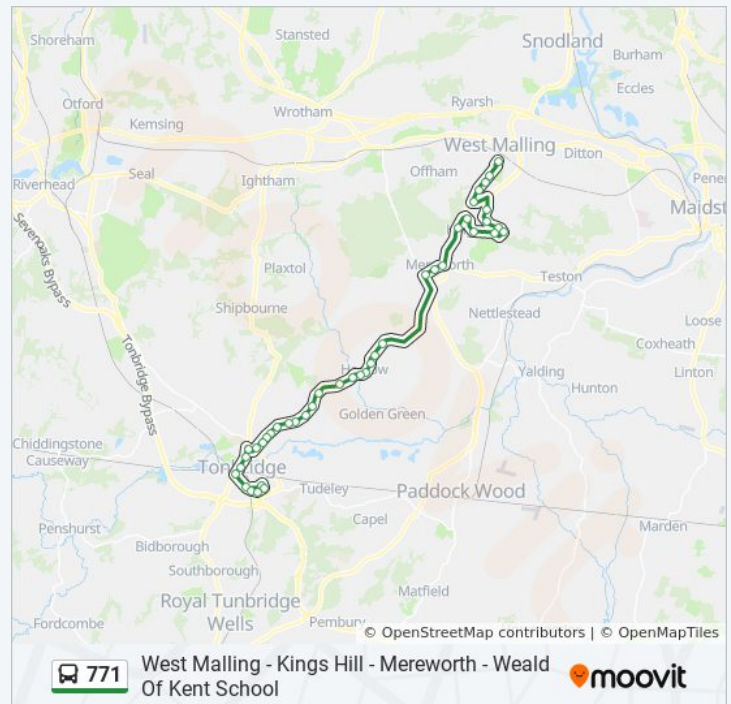 Shoreham
Stansted
Snodland
Burham
Eccles
Otford
Kemsing
Wrotham
Ryarsh
West Malling
Ditton
Offham
Riverhead
Seal
Ightham
Maidst
Sevenoaks Bypass
Plaxtol
Mereworth
Teston
Shipbourne
Nettlestead
Loose
Coxheath
Tonbridge Bypass
Yalding
Linton
Hunton
Golden Green
Chiddingstone
Causeway
Tonbridge
Tudeley
Paddock Wood
Penshurst
Capel
Marden
Bidborough
Southborough
Matfield
Royal Tunbridge
Wells
Pembury
Fordcombe
© OpenStreetMap contributors | © OpenMapTiles
771
West Malling - Kings Hill - Mereworth - Weald
Of Kent School
moovit